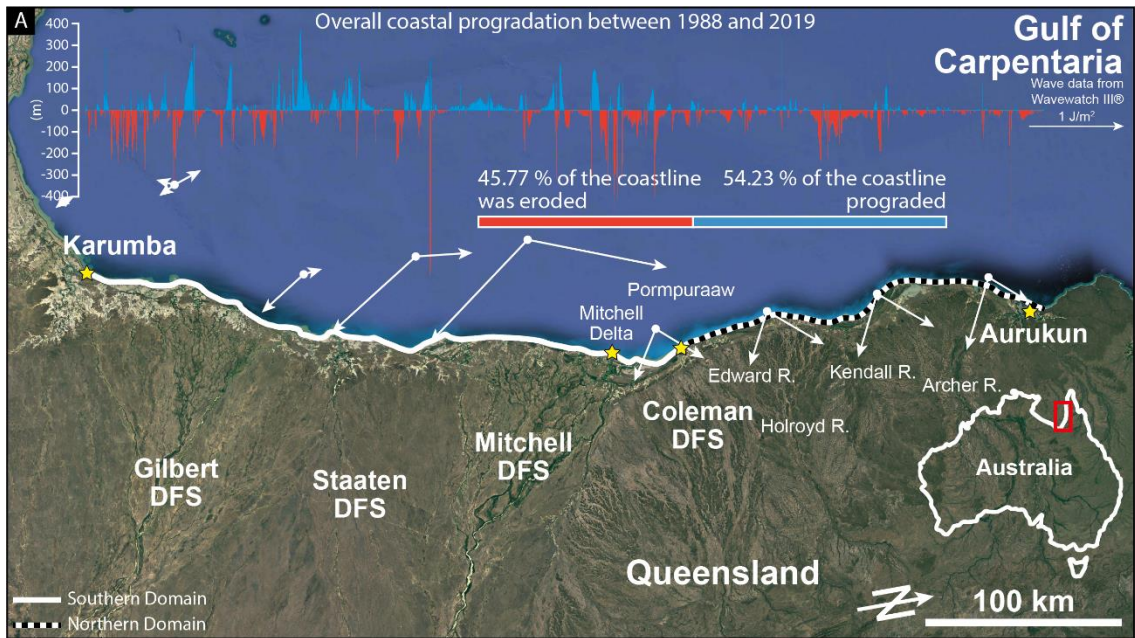 A
Overall coastal progradation between 1988 and 2019
Gulf of
Carpentaria
Wave data from
Wavewatch III®
1 J/m²
400
300
200
100
0
-100
-200
-300
-400
(m)
45.77 % of the coastline
was eroded
54.23 % of the coastline
prograded
Karumba
Pormpuraaw
Mitchell
Delta
Aurukun
Edward R.
Kendall R.
Archer R.
Holroyd R.
Coleman
DFS
Mitchell
DFS
Gilbert
DFS
Staaten
DFS
Australia
Queensland
Southern Domain
Northern Domain
N
100 km